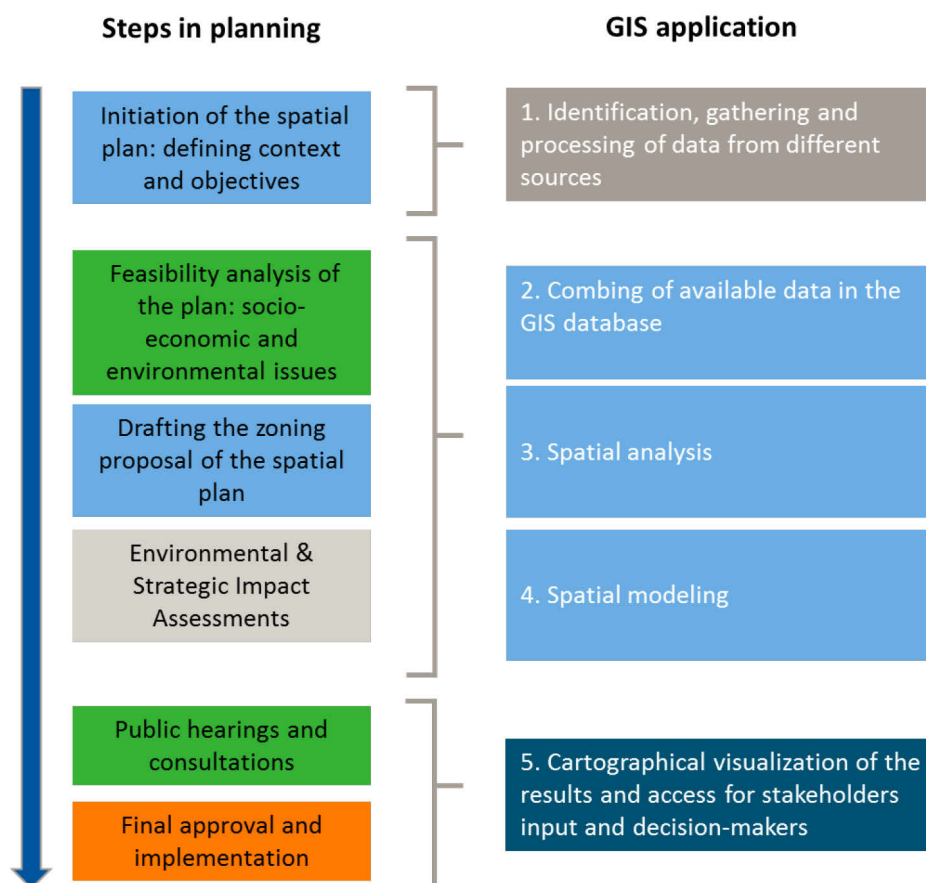 Steps in planning
GIS application
Initiation of the spatial
plan: defining context
and objectives
1. Identification, gathering and
processing of data from different
sources
Feasibility analysis of
the plan: socio-
economic and
environmental issues
2. Combing of available data in the
GIS database
Drafting the zoning
proposal of the spatial
plan
3. Spatial analysis
Environmental &
Strategic Impact
Assessments
4. Spatial modeling
Public hearings and
consultations
5. Cartographical visualization of the
results and access for stakeholders
input and decision-makers
Final approval and
implementation